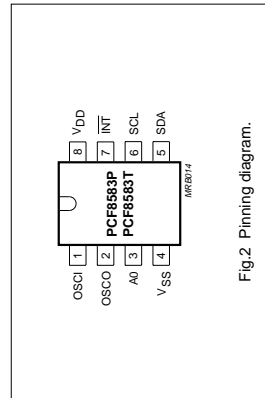 OSCI 1 8 VDD
OSCO 2 7 INT
A0 3 6 SCL
VSS 4 5 SDA
PCF8583P
PCF8583T
MRB014
Fig.2 Pinning diagram.